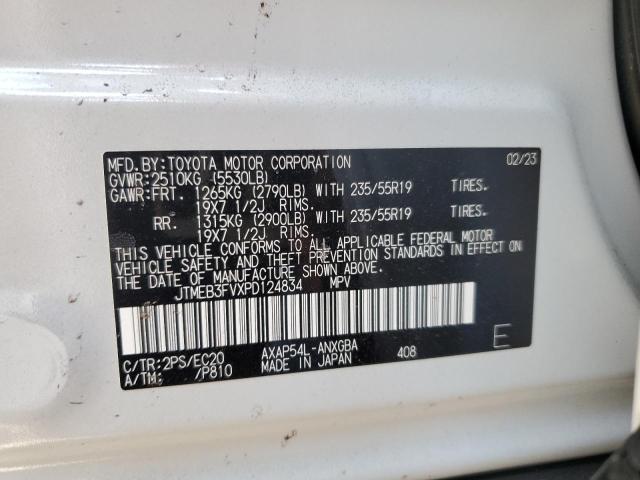 MFD.BY:TOYOTA MOTOR CORPORATION 02/23
GVWR:2510KG (5530LB)
GAWR:FRT. 1265KG (2790LB) WITH 235/55R19 TIRES.
19X7 1/2J RIMS.
RR. 1315KG (2900LB) WITH 235/55R19 TIRES.
19X7 1/2J RIMS.
THIS VEHICLE CONFORMS TO ALL APPLICABLE FEDERAL MOTOR
VEHICLE SAFETY AND THEFT PREVENTION STANDARDS IN EFFECT ON
THE DATE OF MANUFACTURE SHOWN ABOVE.
JTMEB3FVXPD124834 MPV
C/TR:2PS/EC20 AXAP54L-ANXGBA 408 E
A/TM: /P810 MADE IN JAPAN